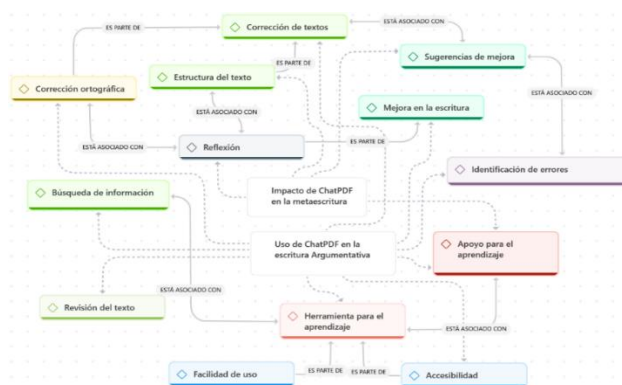 ES PARTE DE
Corrección de textos
ESTÁ ASOCIADO CON
Sugerencias de mejora
ES PARTE DE
Estructura del texto
Corrección ortográfica
Mejora en la escritura
ESTÁ ASOCIADO CON
ESTÁ ASOCIADO CON
ESTÁ ASOCIADO CON
ESTÁ ASOCIADO CON
Reflexión
ES PARTE DE
Identificación de errores
Impacto de ChatPDF
en la metaescritura
Búsqueda de información
Uso de ChatPDF en la
escritura Argumentativa
Apoyo para el
aprendizaje
ESTÁ ASOCIADO CON
Revisión del texto
Herramienta para el
aprendizaje
ESTÁ ASOCIADO CON
Facilidad de uso
ES PARTE DE
ES PARTE DE
Accesibilidad